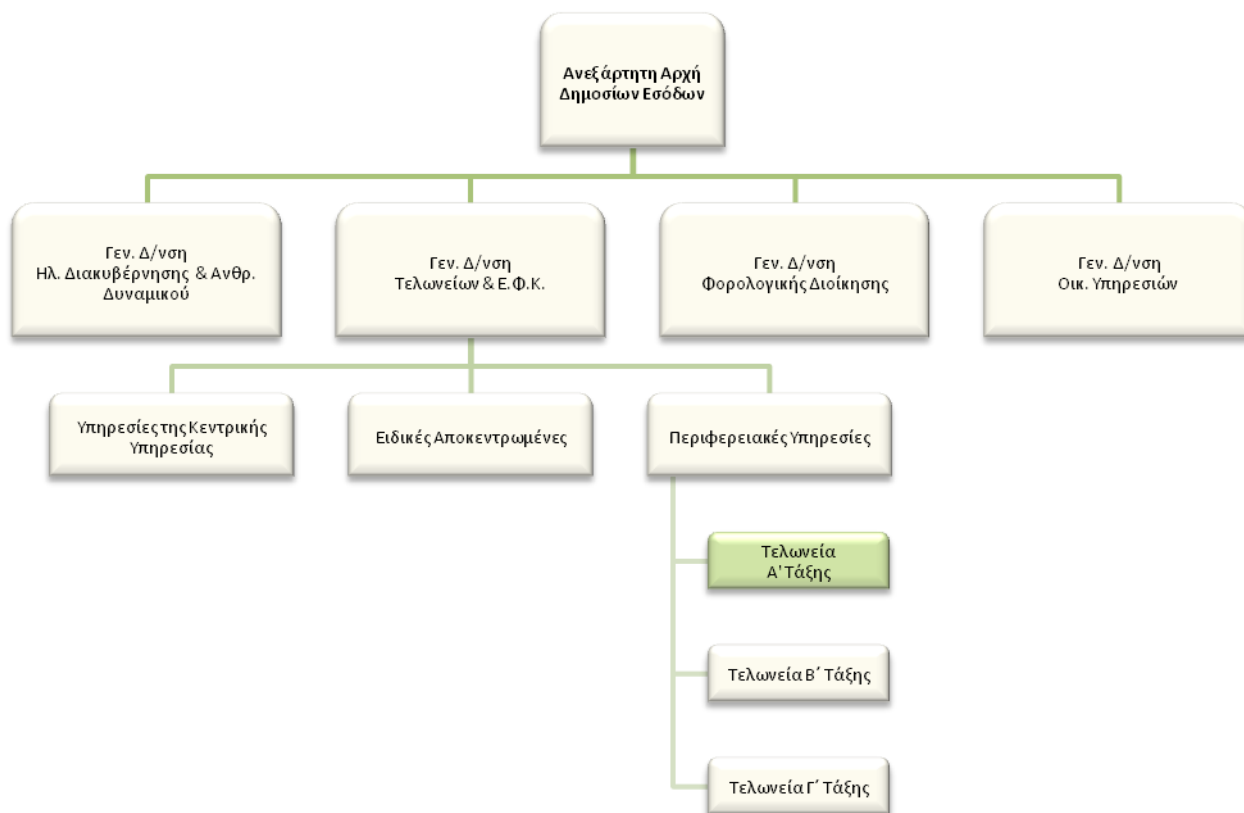 Ανεξάρτητη Αρχή
Δημοσίων Εσόδων
Γεν. Δ/νση
Ηλ. Διακυβέρνησης & Ανθρ.
Δυναμικού
Γεν. Δ/νση
Τελωνείων & Ε.Φ.Κ.
Γεν. Δ/νση
Φορολογικής Διοίκησης
Γεν. Δ/νση
Οικ. Υπηρεσιών
Υπηρεσίες της Κεντρικής
Υπηρεσίας
Ειδικές Αποκεντρωμένες
Περιφερειακές Υπηρεσίες
Τελωνεία
Α' Τάξης
Τελωνεία Β΄ Τάξης
Τελωνεία Γ΄ Τάξης